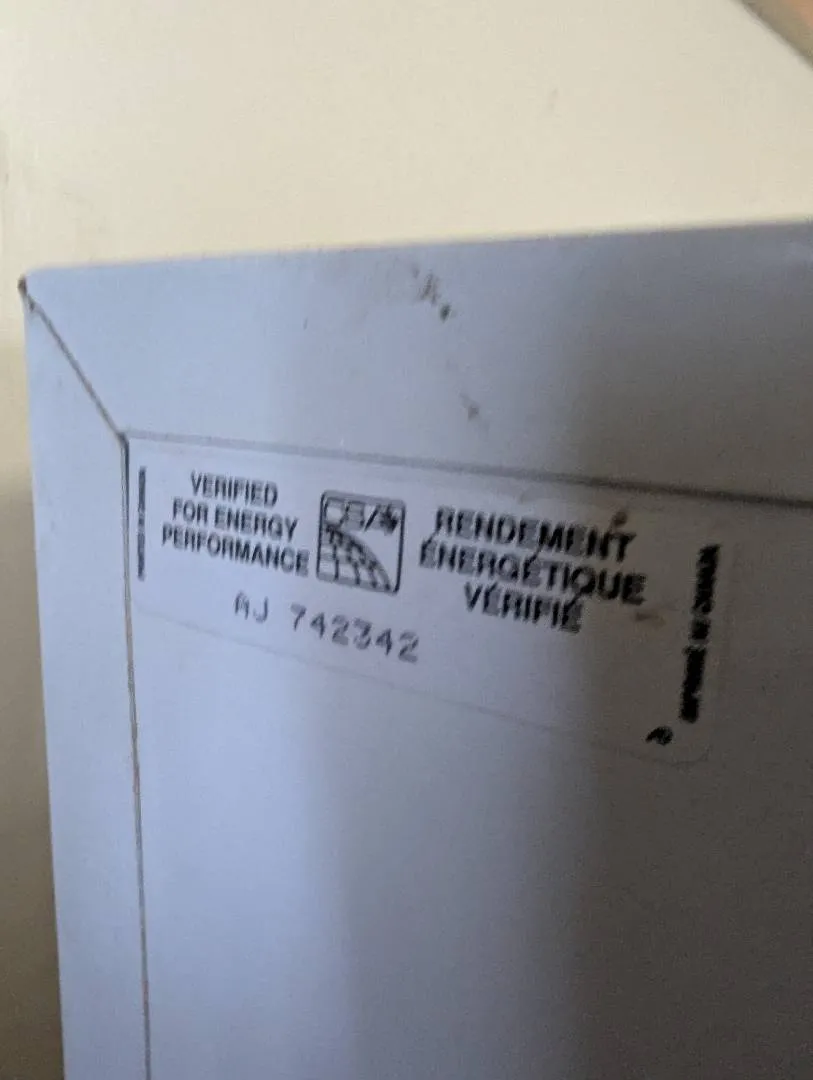 VERIFIED
FOR ENERGY
PERFORMANCE
RENDEMENT
ÉNERGÉTIQUE
VÉRIFIÉ
AJ 742342